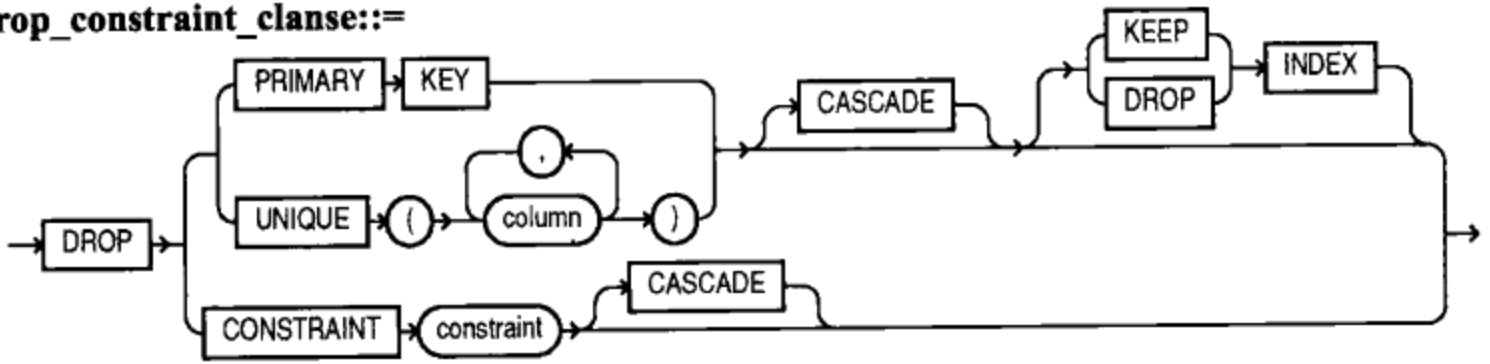 rop_constraint_clanse::=
KEEP
PRIMARY KEY CASCADE INDEX
DROP
,
UNIQUE ( column )
DROP
CASCADE
CONSTRAINT constraint